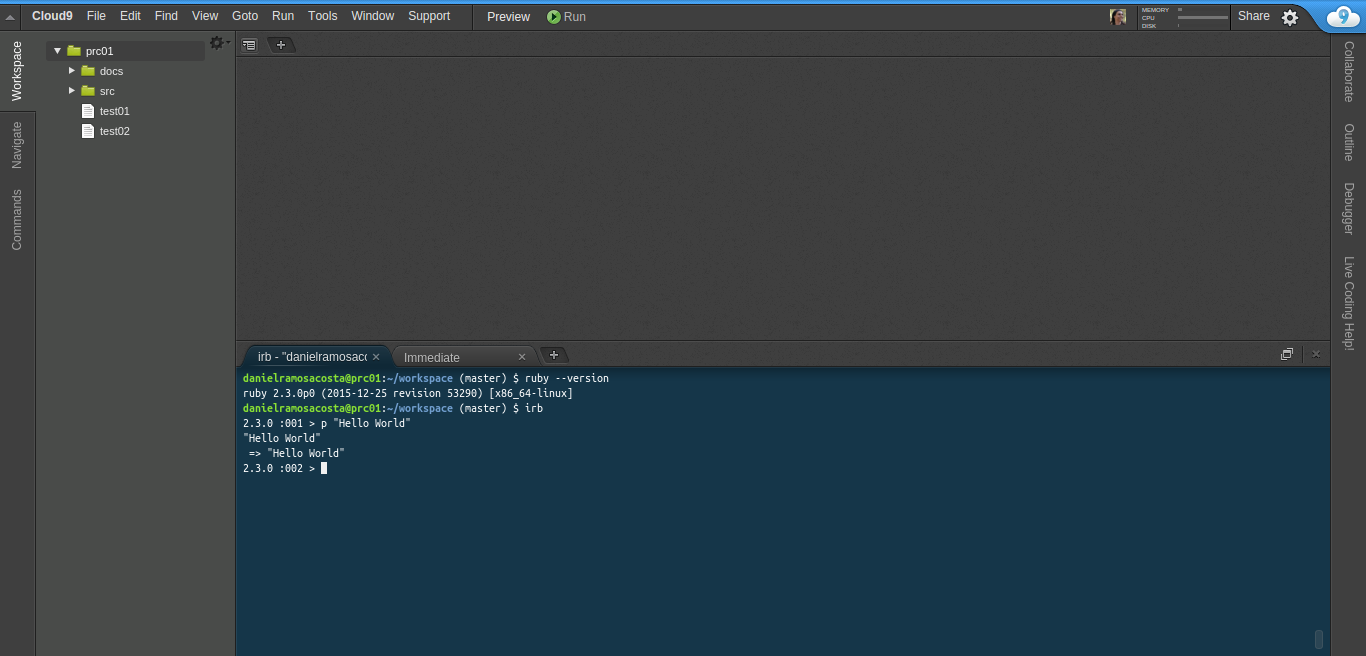 Cloud9 File Edit Find View Goto Run Tools Window Support Preview Run MEMORY CPU DISK Share 9
Workspace
Navigate
Commands
prc01
docs
src
test01
test02
Collaborate
Outline
Debugger
Live Coding Help!
irb - "danielramosaco × Immediate ×
danielramosacosta@prc01:~/workspace (master) $ ruby --version
ruby 2.3.0p0 (2015-12-25 revision 53290) [x86_64-linux]
danielramosacosta@prc01:~/workspace (master) $ irb
2.3.0 :001 > p "Hello World"
"Hello World"
 => "Hello World"
2.3.0 :002 >